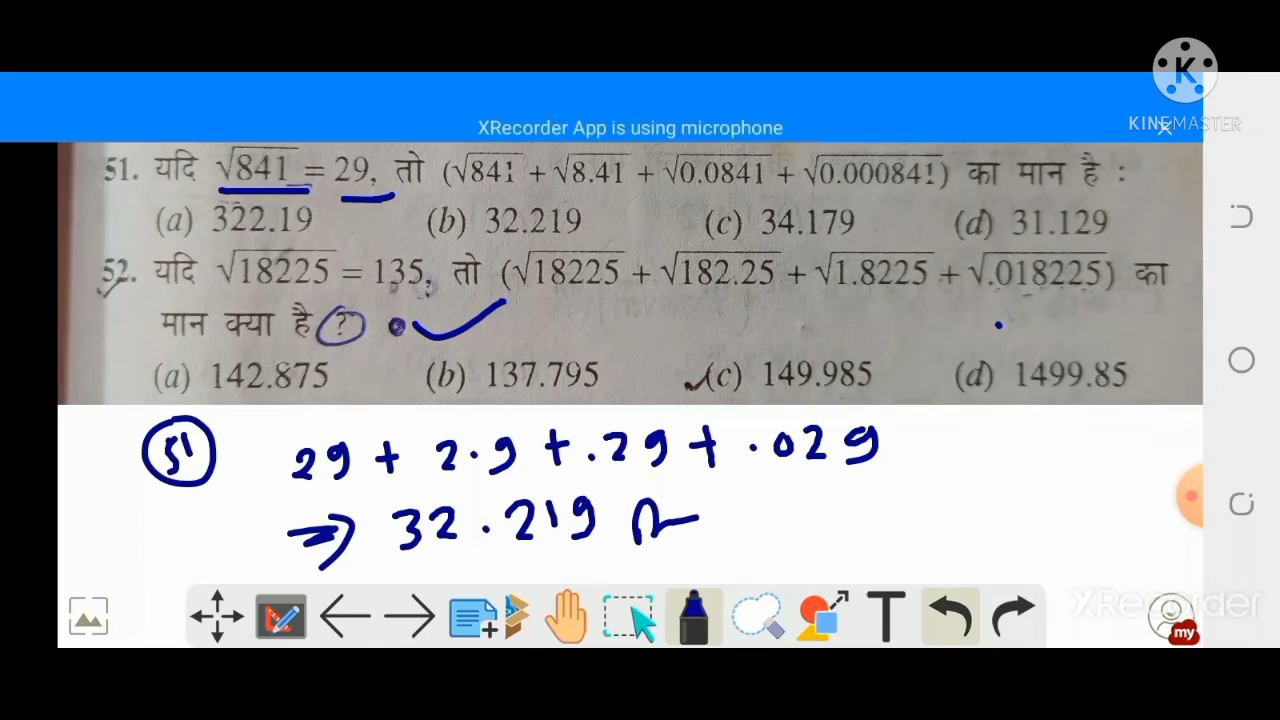 K
KINEMASTER
XRecorder App is using microphone
51. यदि √841 = 29, तो (√841 + √8.41 + √0.0841 + √0.000841) का मान है :
(a) 322.19 (b) 32.219 (c) 34.179 (d) 31.129
52. यदि √18225 = 135, तो (√18225 + √182.25 + √1.8225 + √.018225) का
मान क्या है ?
(a) 142.875 (b) 137.795 (c) 149.985 (d) 1499.85
51 29 + 2.9 + .29 + .029
⇒ 32.219
T
XRecorder
my